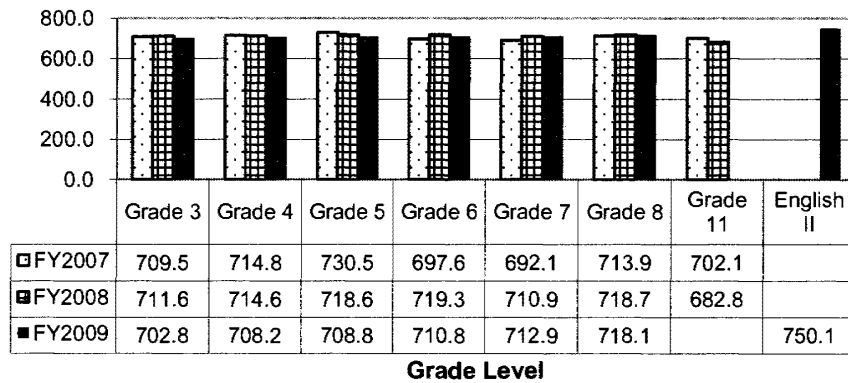 800.0
600.0
400.0
200.0
0.0
Grade 3 Grade 4 Grade 5 Grade 6 Grade 7 Grade 8 Grade 11 English II
FY2007 709.5 714.8 730.5 697.6 692.1 713.9 702.1
FY2008 711.6 714.6 718.6 719.3 710.9 718.7 682.8
FY2009 702.8 708.2 708.8 710.8 712.9 718.1 750.1
Grade Level